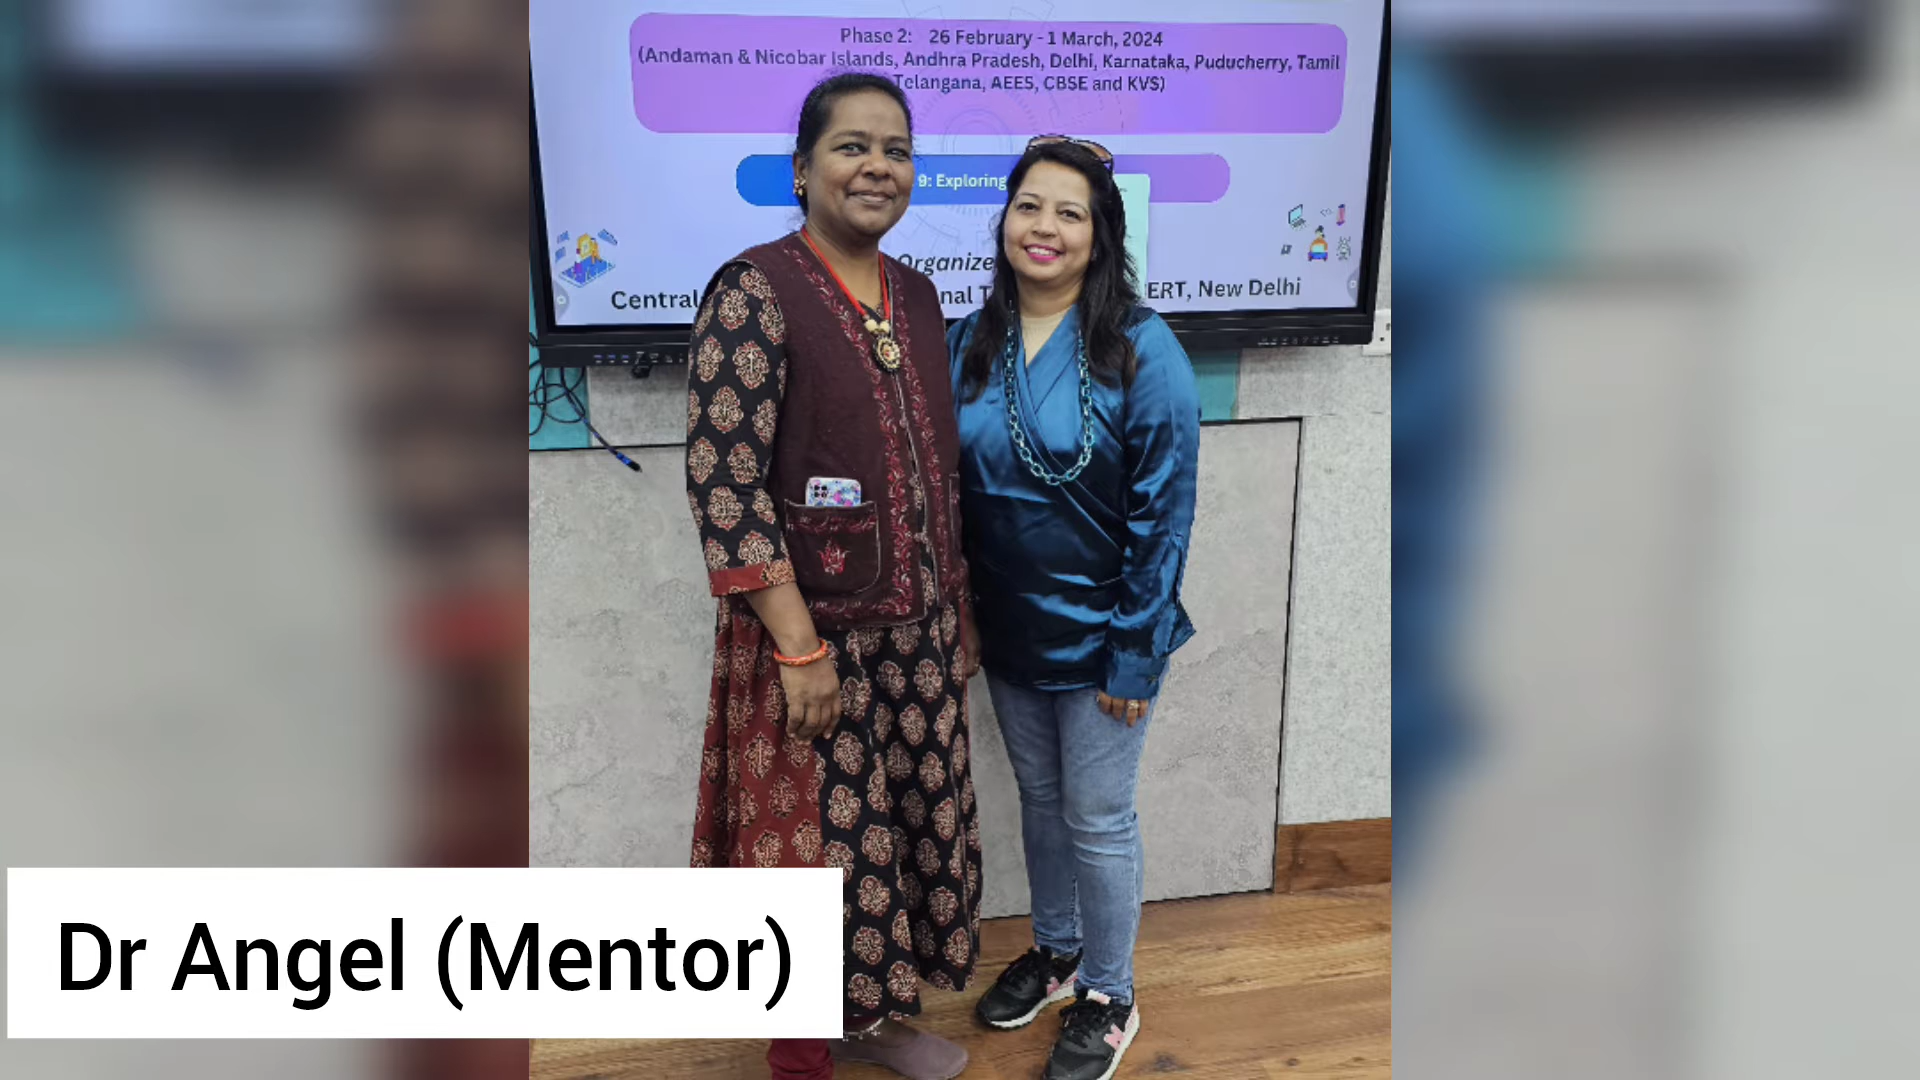 Phase 2: 26 February - 1 March, 2024
(Andaman & Nicobar Islands, Andhra Pradesh, Delhi, Karnataka, Puducherry, Tamil
Telangana, AEES, CBSE and KVS)
9: Exploring
Organize
Central
nal T
ERT, New Delhi
Dr Angel (Mentor)